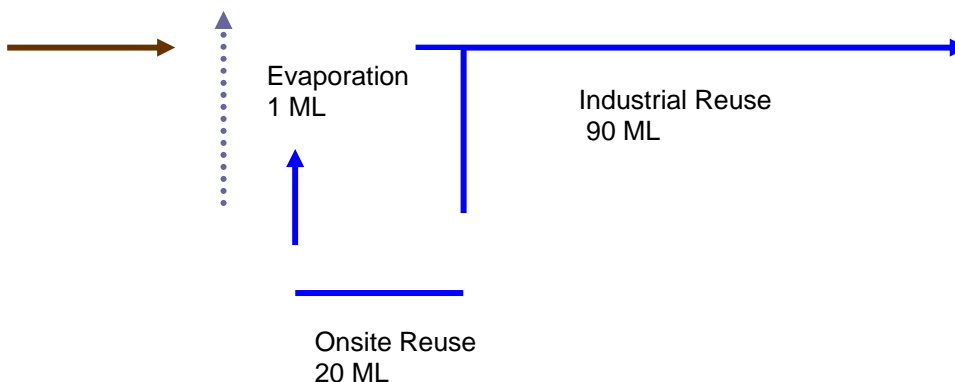 Evaporation
1 ML
Industrial Reuse
90 ML
Onsite Reuse
20 ML